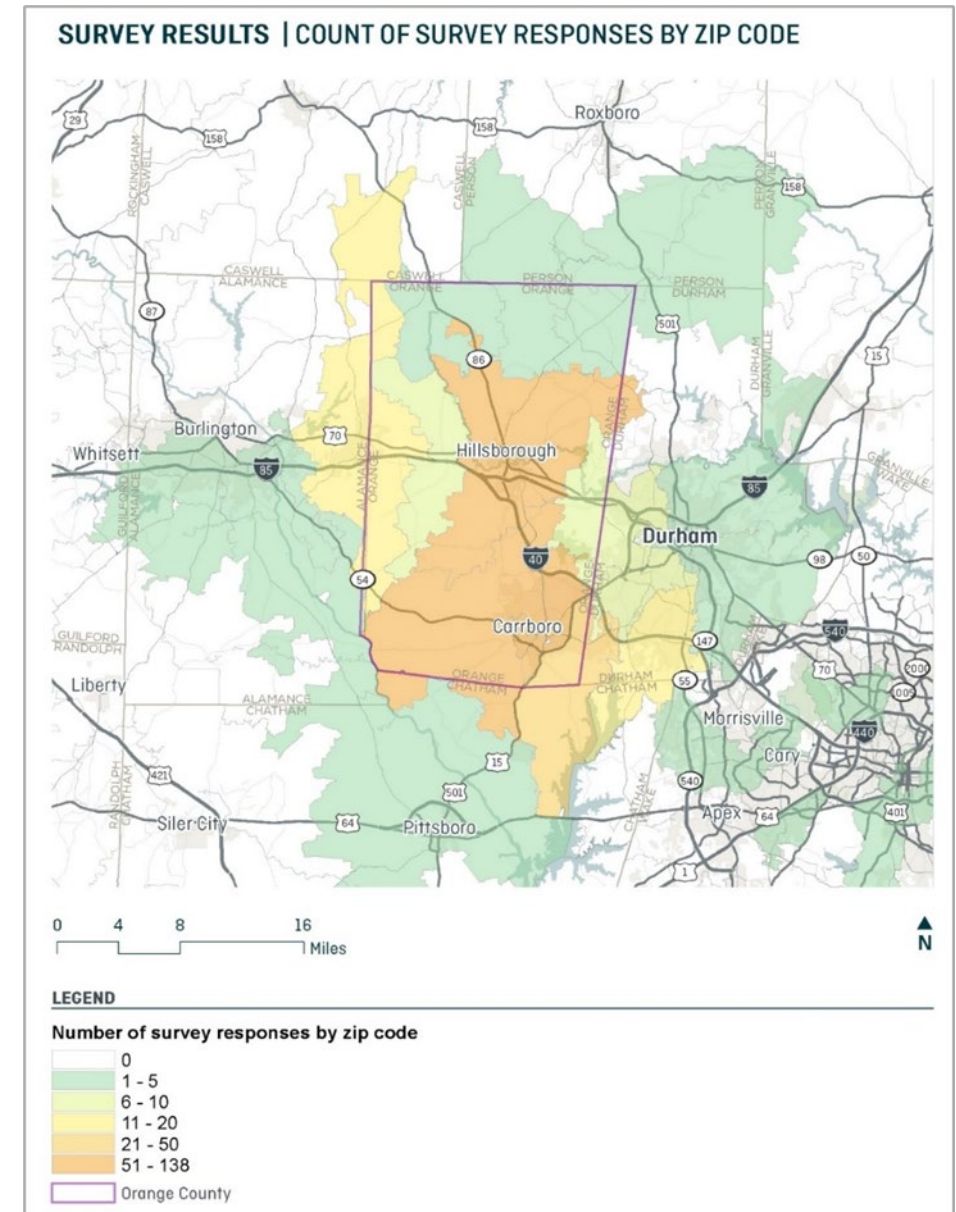 SURVEY RESULTS | COUNT OF SURVEY RESPONSES BY ZIP CODE
Roxboro
29
158
158
158
ROCKINGHAM
CASWELL
CASWELL
PERSON
PERSON
GRANVILLE
CASWELL
ALAMANCE
CASWELL
ORANGE
PERSON
ORANGE
PERSON
DURHAM
87
501
86
15
DURHAM
GRANVILLE
Burlington
70
Whitsett
85
Hillsborough
ORANGE
DURHAM
GRANVILLE
WAKE
85
GUILFORD
ALAMANCE
ALAMANCE
ORANGE
Durham
40
98
50
54
ORANGE
Carrboro
GUILFORD
RANDOLPH
147
DURHAM
WAKE
540
70
Liberty
ORANGE
CHATHAM
DURHAM
CHATHAM
55
ALAMANCE
CHATHAM
Morrisville
440
Cary
15
421
501
540
RANDOLPH
CHATHAM
CHATHAM
WAKE
Siler City
64
Pittsboro
Apex
64
401
1
0 4 8 16
Miles
N
LEGEND
Number of survey responses by zip code
0
1 - 5
6 - 10
11 - 20
21 - 50
51 - 138
Orange County